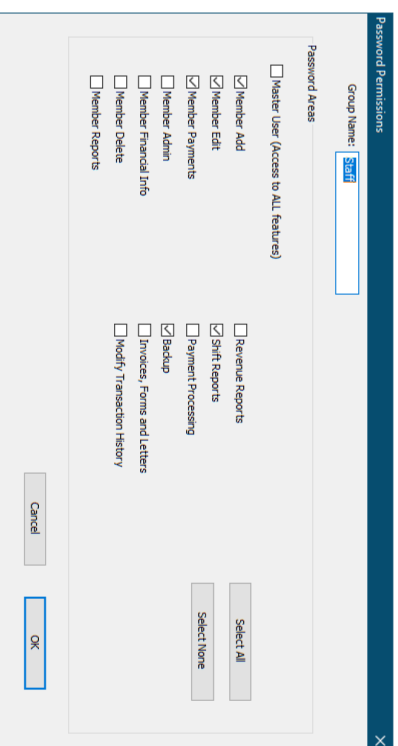 Password Permissions
Group Name: Staff
Password Areas
Master User (Access to ALL features)
Member Add
Member Edit
Member Payments
Member Admin
Member Financial Info
Member Delete
Member Reports
Revenue Reports
Shift Reports
Payment Processing
Backup
Invoices, Forms and Letters
Modify Transaction History
Select All
Select None
Cancel
OK